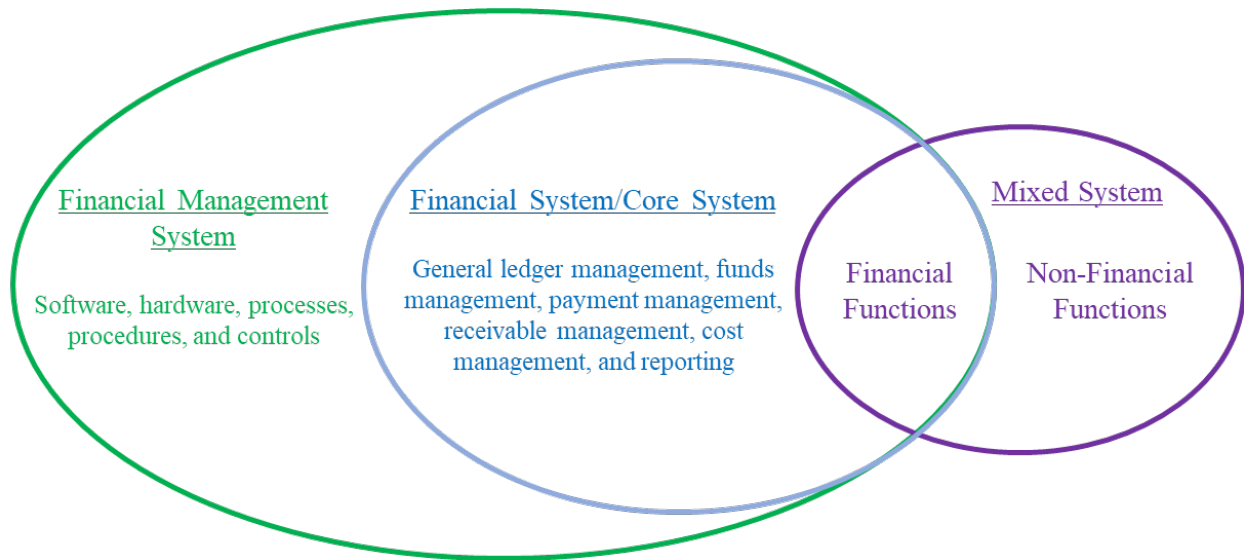 Financial Management
System
Software, hardware, processes,
procedures, and controls
Financial System/Core System
General ledger management, funds
management, payment management,
receivable management, cost
management, and reporting
Mixed System
Financial
Functions
Non-Financial
Functions